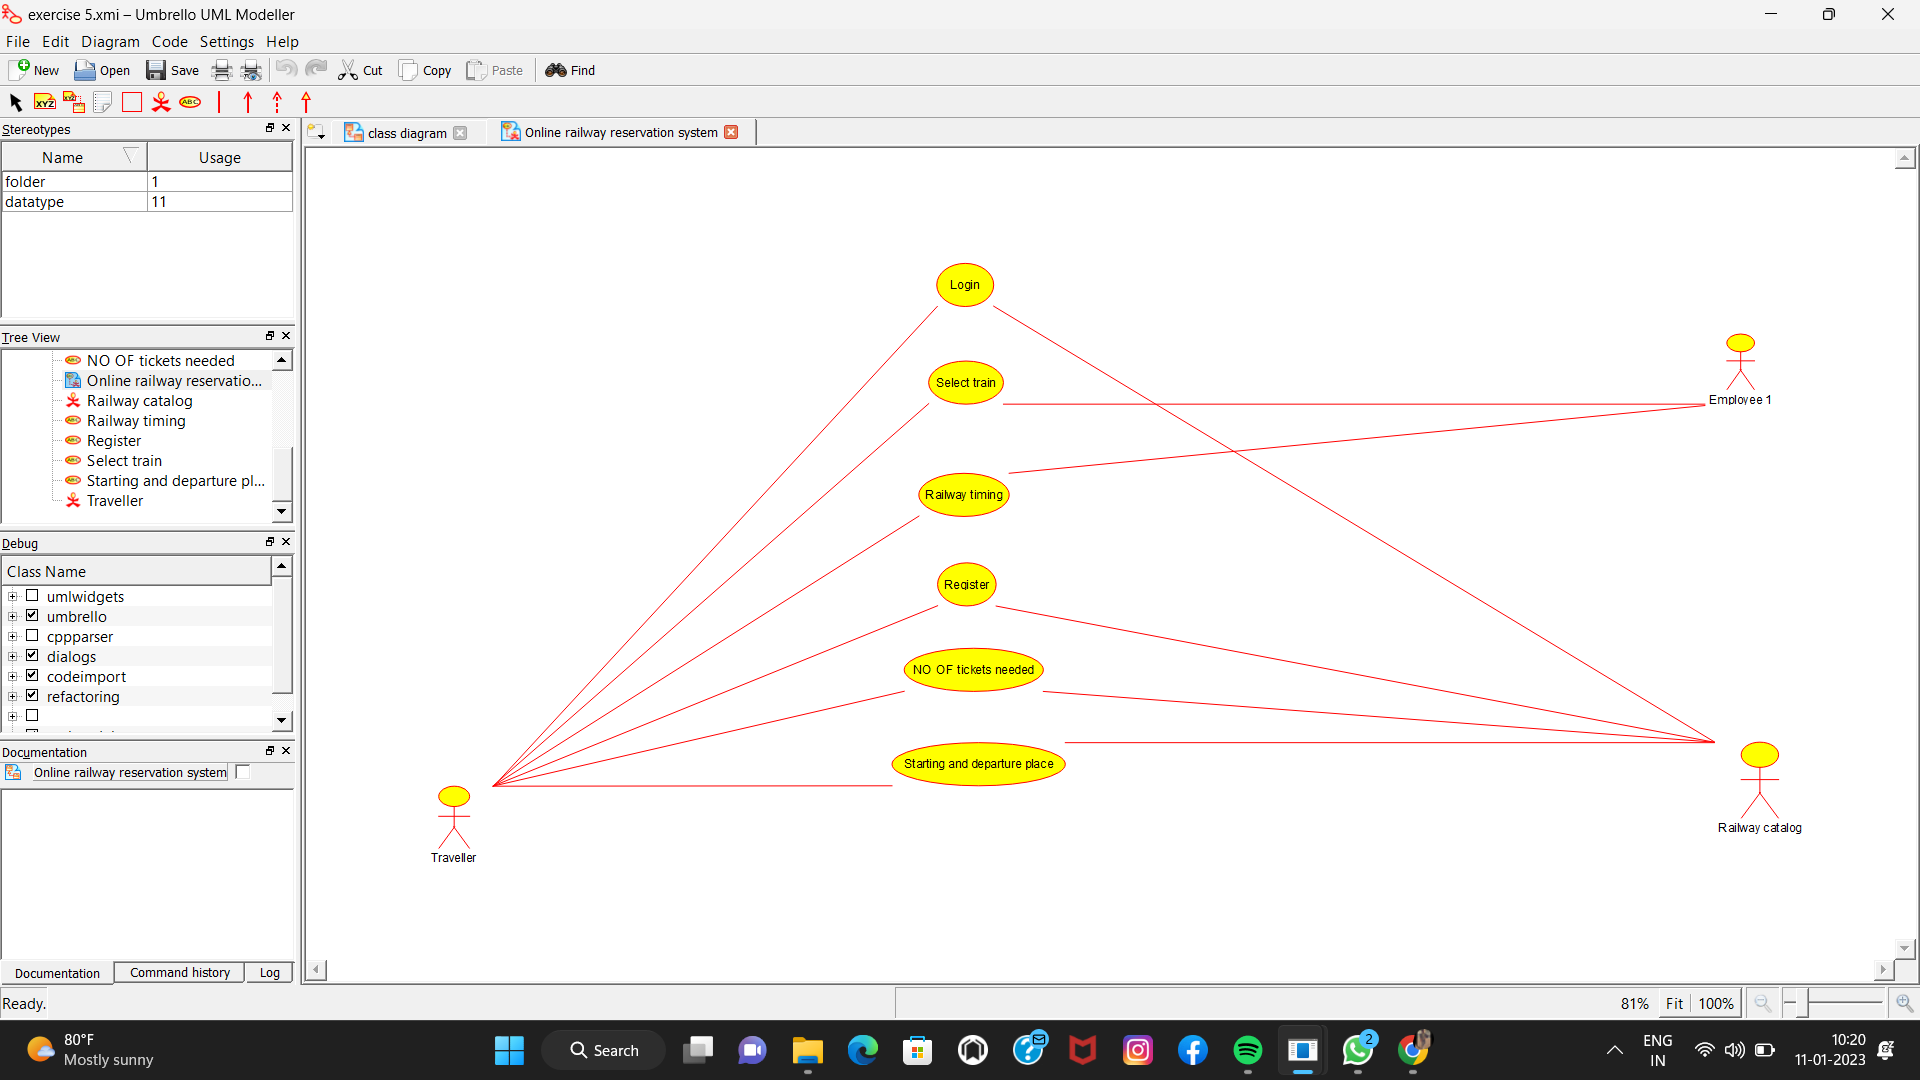 exercise 5.xmi – Umbrello UML Modeller
File Edit Diagram Code Settings Help
New Open Save Cut Copy Paste Find
XYZ XYZ ABC
Stereotypes
Name Usage
folder 1
datatype 11
Tree View
NO OF tickets needed
Online railway reservatio...
Railway catalog
Railway timing
Register
Select train
Starting and departure pl...
Traveller
Debug
Class Name
umlwidgets
umbrello
cppparser
dialogs
codeimport
refactoring
Documentation
Online railway reservation system
Documentation Command history Log
class diagram Online railway reservation system
Login
Employee 1
Select train
Railway timing
Register
NO OF tickets needed
Starting and departure place
Railway catalog
Traveller
Ready.
81% Fit 100%
80°F
Mostly sunny
Search
2
ENG
IN
10:20
11-01-2023